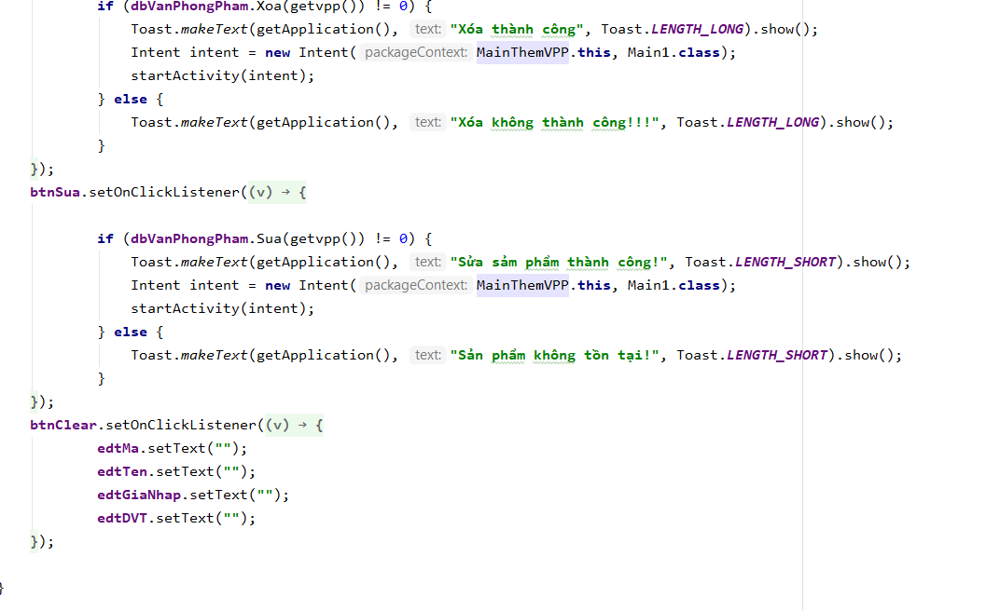 if (dbVanPhongPham.Xoa(getvpp()) != 0) {
Toast.makeText(getApplication(), text: "Xóa thành công", Toast.LENGTH_LONG).show();
Intent intent = new Intent( packageContext: MainThemVPP.this, Main1.class);
startActivity(intent);
} else {
Toast.makeText(getApplication(), text: "Xóa không thành công!!!", Toast.LENGTH_LONG).show();
}
});
btnSua.setOnClickListener((v) → {
if (dbVanPhongPham.Sua(getvpp()) != 0) {
Toast.makeText(getApplication(), text: "Sửa sảm phẩm thành công!", Toast.LENGTH_SHORT).show();
Intent intent = new Intent( packageContext: MainThemVPP.this, Main1.class);
startActivity(intent);
} else {
Toast.makeText(getApplication(), text: "Sản phẩm không tồn tại!", Toast.LENGTH_SHORT).show();
}
});
btnClear.setOnClickListener((v) → {
edtMa.setText("");
edtTen.setText("");
edtGiaNhap.setText("");
edtDVT.setText("");
});
}